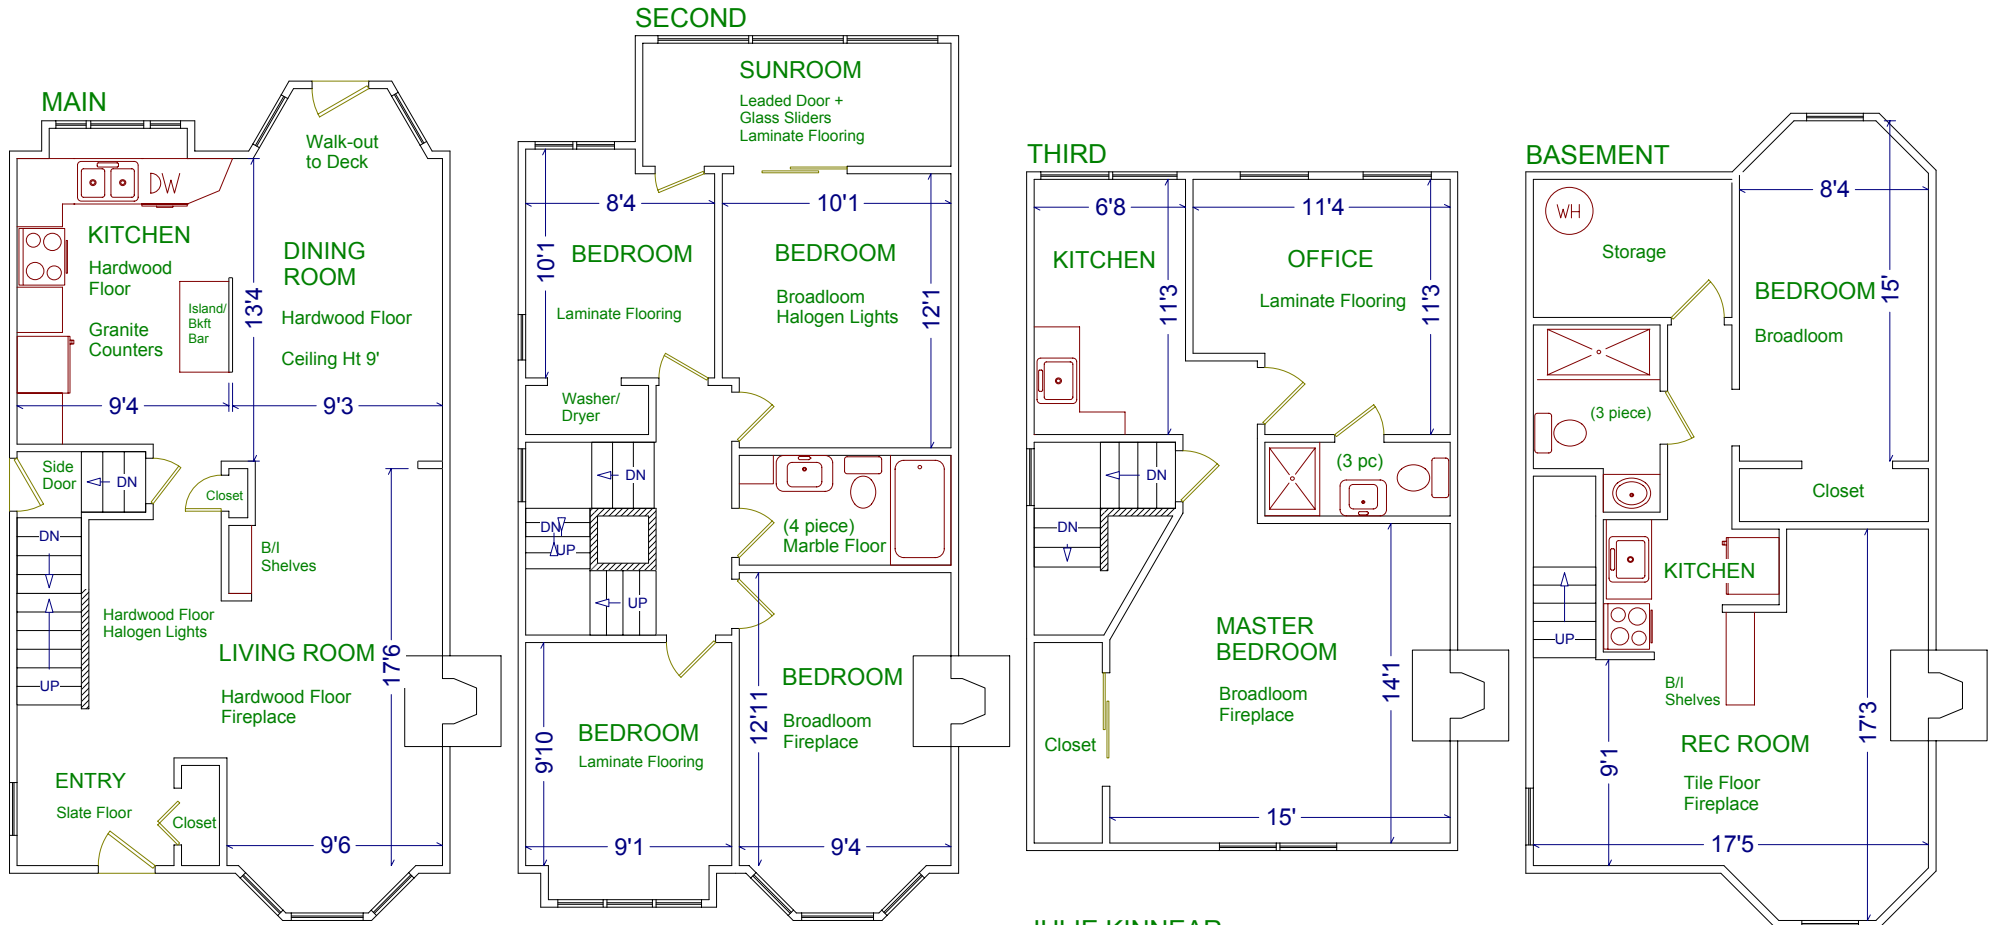 MAIN
Walk-out
to Deck
DW
KITCHEN
Hardwood
Floor
Granite
Counters
Island/
Bkft
Bar
DINING
ROOM
Hardwood Floor
Ceiling Ht 9'
13'4
9'4
9'3
Side
Door
DN
Closet
DN
B/I
Shelves
Hardwood Floor
Halogen Lights
UP
LIVING ROOM
Hardwood Floor
Fireplace
17'6
ENTRY
Slate Floor
Closet
9'6
SECOND
SUNROOM
Leaded Door +
Glass Sliders
Laminate Flooring
8'4
10'1
BEDROOM
Laminate Flooring
10'1
BEDROOM
Broadloom
Halogen Lights
12'1
Washer/
Dryer
DN
DN
UP
UP
(4 piece)
Marble Floor
BEDROOM
Laminate Flooring
9'10
9'1
BEDROOM
Broadloom
Fireplace
12'11
9'4
THIRD
6'8
11'4
KITCHEN
11'3
OFFICE
Laminate Flooring
11'3
(3 pc)
DN
DN
MASTER
BEDROOM
Broadloom
Fireplace
14'1
Closet
15'
BASEMENT
WH
Storage
8'4
BEDROOM
Broadloom
15'
(3 piece)
Closet
KITCHEN
UP
B/I
Shelves
REC ROOM
Tile Floor
Fireplace
9'1
17'3
17'5
JULIE KINNEAR